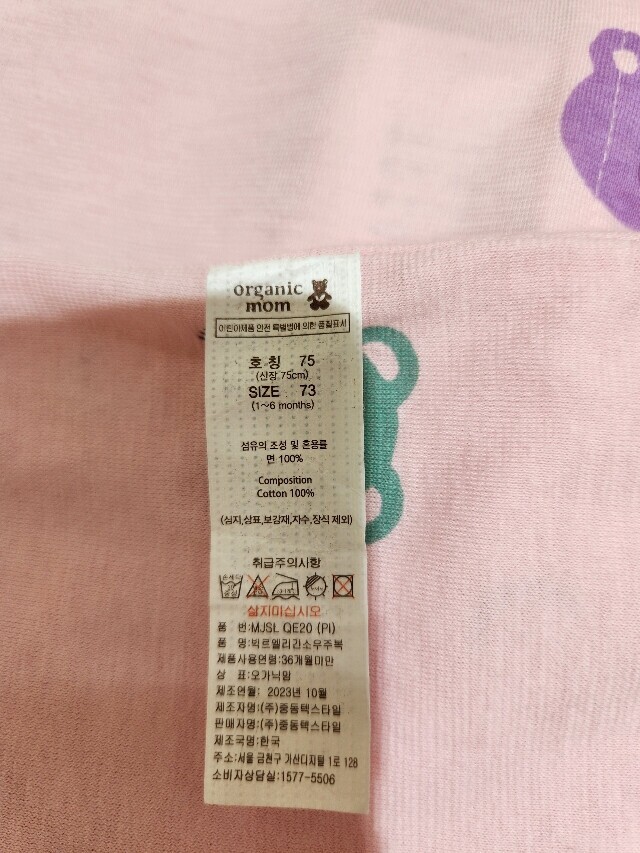 organic
mom
어린이제품 안전 특별법에 의한 품질표시
호 칭 75
(신장 75cm)
SIZE 73
(1~6 months)
섬유의 조성 및 혼용률
면 100%
Composition
Cotton 100%
(심지,상표,보강재,자수,장식 제외)
취급주의사항
삶지마십시오
품 번:MJSL QE20 (PI)
품 명:빅르엘리간소우주복
제품사용연령:36개월미만
상 표:오가닉맘
제조연월: 2023년 10월
제조자명:(주)중동텍스타일
판매자명:(주)중동텍스타일
제조국명:한국
주소:서울 금천구 가산디지털 1로 128
소비자상담실:1577-5506